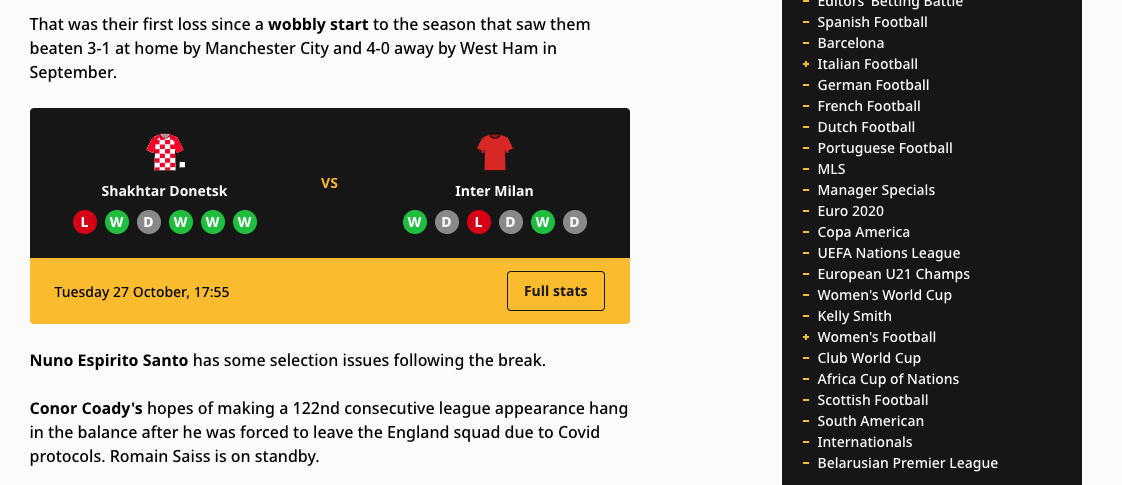 That was their first loss since a wobbly start to the season that saw them
beaten 3-1 at home by Manchester City and 4-0 away by West Ham in
September.
Shakhtar Donetsk
L W D W W W
VS
Inter Milan
W D L D W D
Tuesday 27 October, 17:55
Full stats
Nuno Espirito Santo has some selection issues following the break.
Conor Coady's hopes of making a 122nd consecutive league appearance hang
in the balance after he was forced to leave the England squad due to Covid
protocols. Romain Saiss is on standby.
Editors' Betting Battle
Spanish Football
Barcelona
Italian Football
German Football
French Football
Dutch Football
Portuguese Football
MLS
Manager Specials
Euro 2020
Copa America
UEFA Nations League
European U21 Champs
Women's World Cup
Kelly Smith
Women's Football
Club World Cup
Africa Cup of Nations
Scottish Football
South American
Internationals
Belarusian Premier League